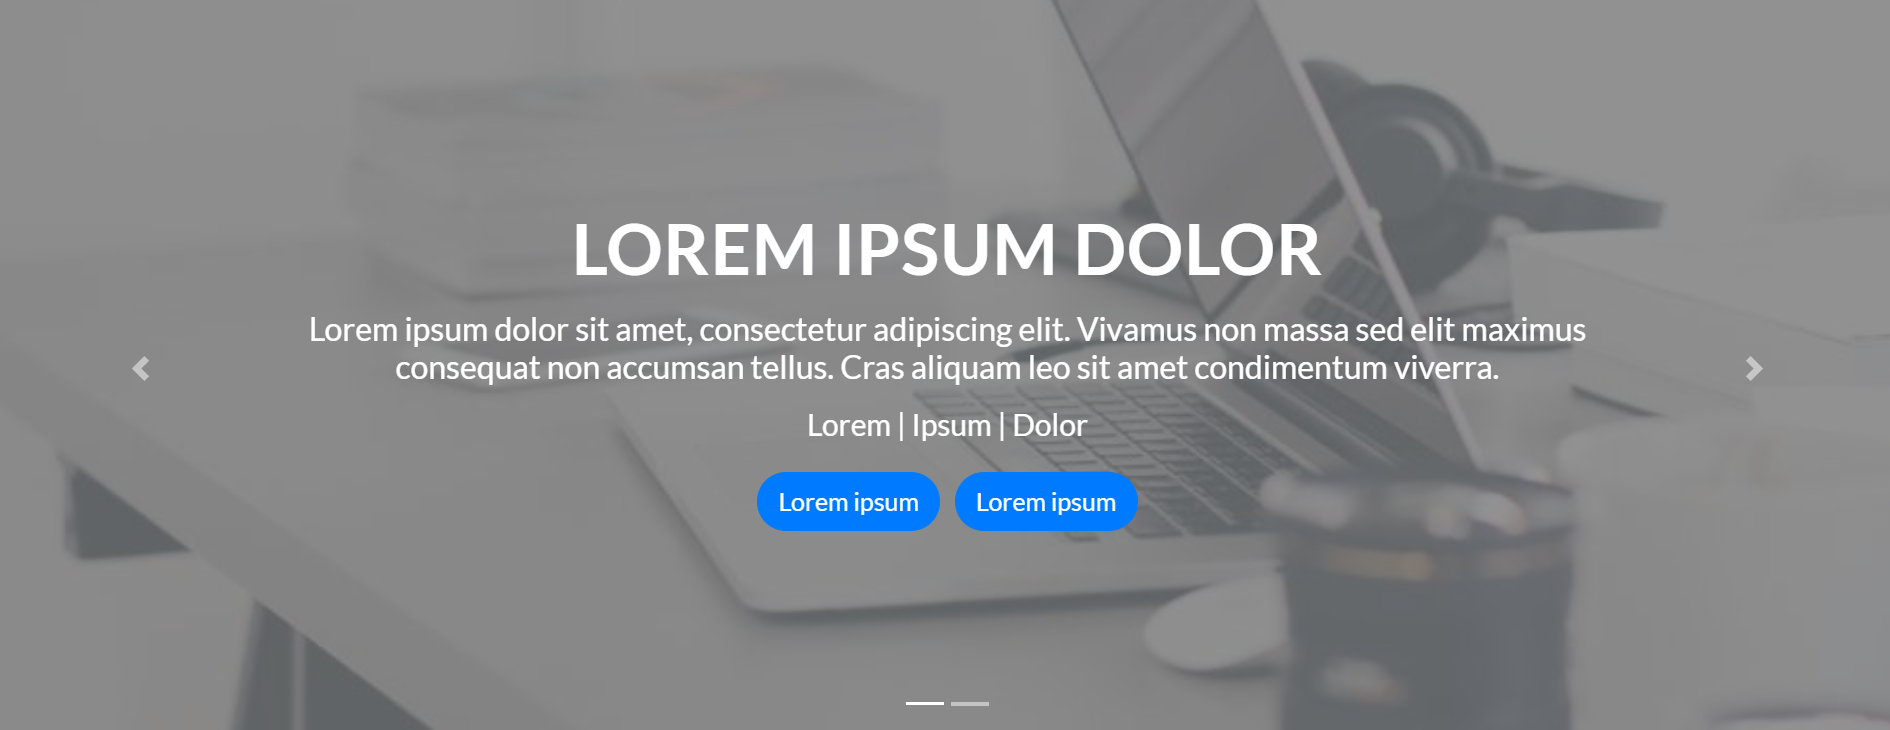 LOREM IPSUM DOLOR
Lorem ipsum dolor sit amet, consectetur adipiscing elit. Vivamus non massa sed elit maximus
consequat non accumsan tellus. Cras aliquam leo sit amet condimentum viverra.
Lorem | Ipsum | Dolor
Lorem ipsum
Lorem ipsum